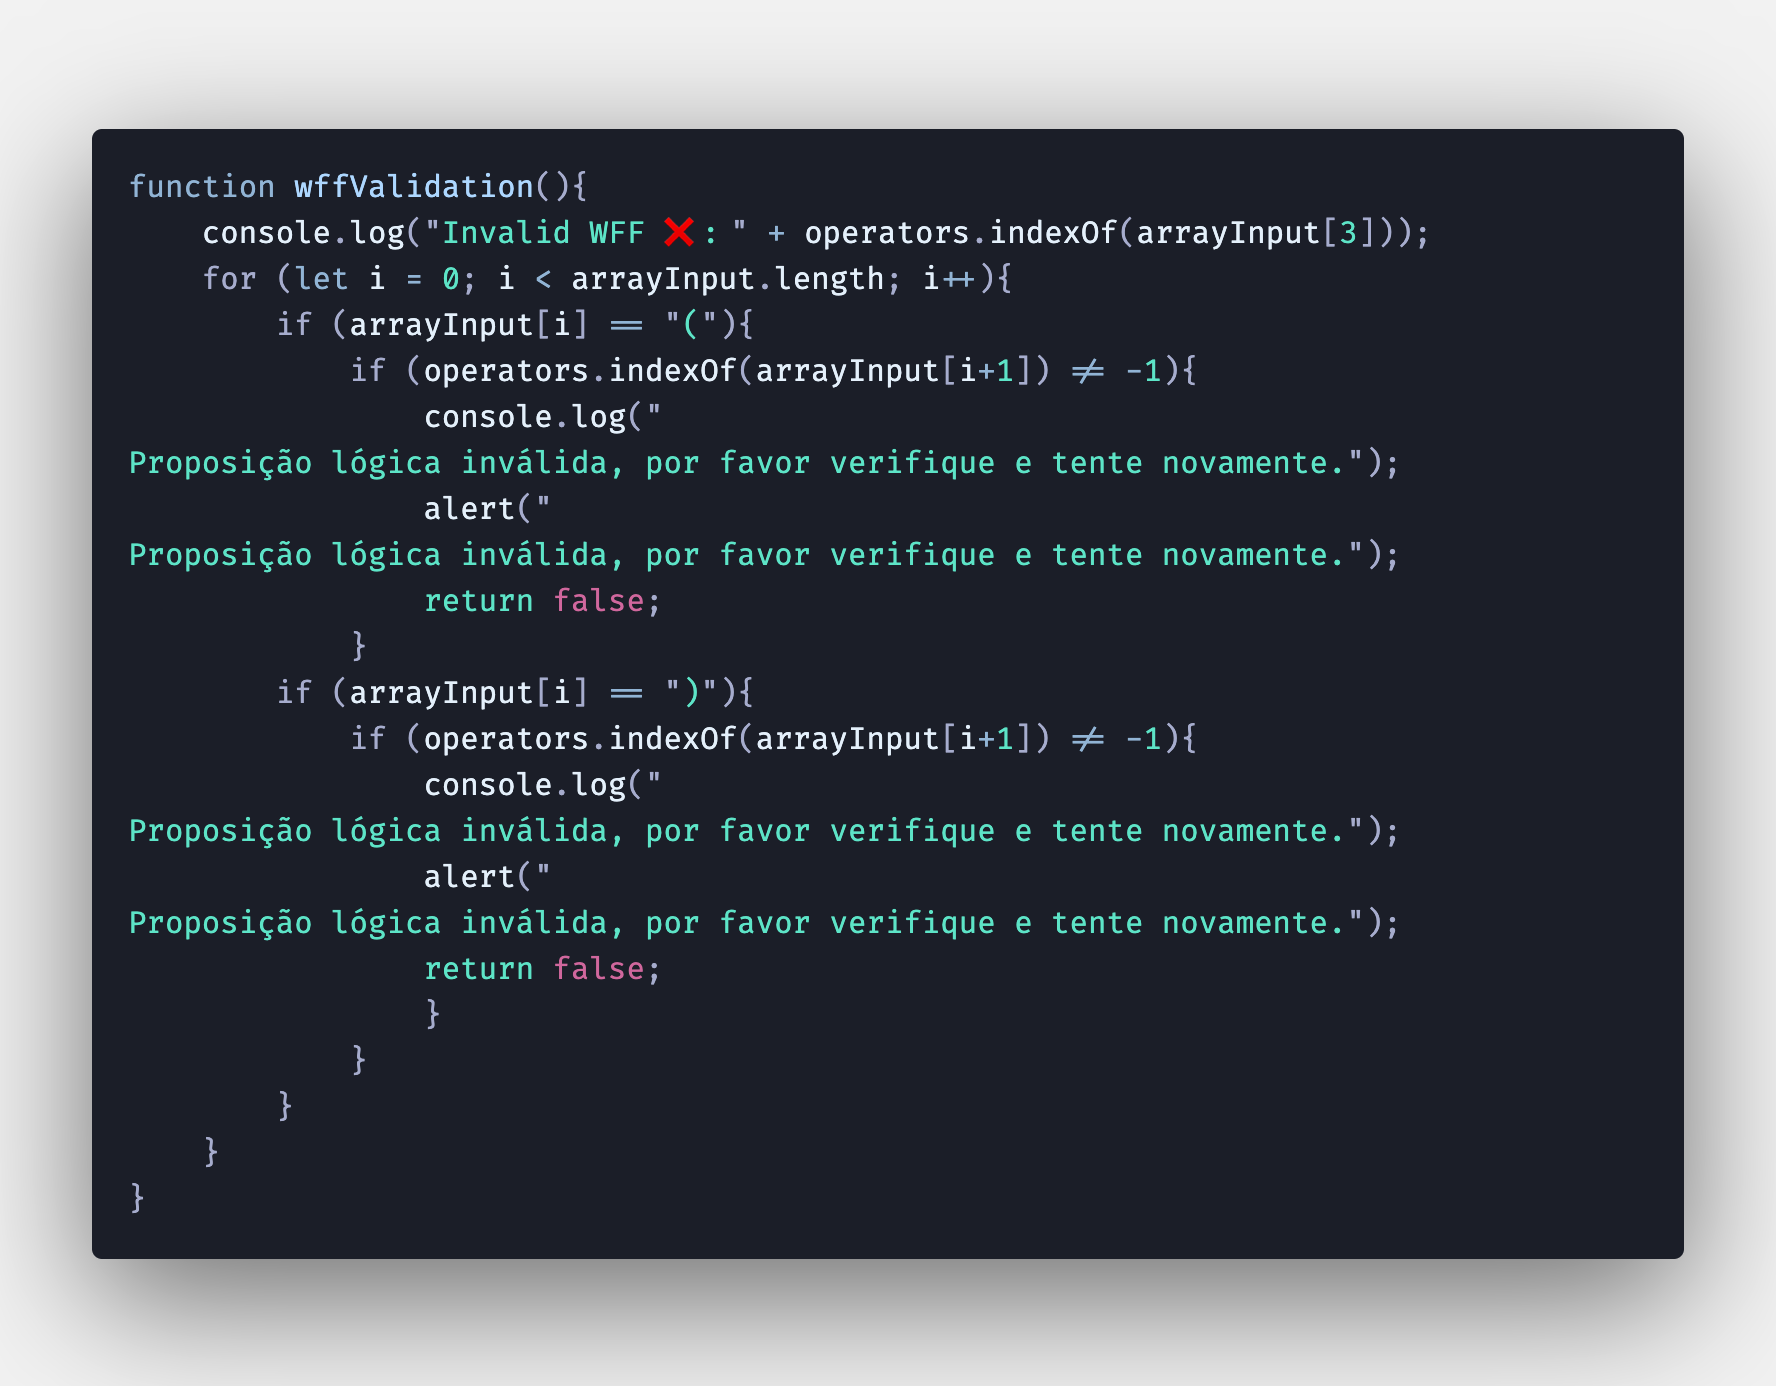 function wffValidation(){
    console.log("Invalid WFF ❌: " + operators.indexOf(arrayInput[3]));
    for (let i = 0; i < arrayInput.length; i++){
        if (arrayInput[i] == "("){
            if (operators.indexOf(arrayInput[i+1]) != -1){
                console.log("
Proposição lógica inválida, por favor verifique e tente novamente.");
                alert("
Proposição lógica inválida, por favor verifique e tente novamente.");
                return false;
            }
        if (arrayInput[i] == ")"){
            if (operators.indexOf(arrayInput[i+1]) != -1){
                console.log("
Proposição lógica inválida, por favor verifique e tente novamente.");
                alert("
Proposição lógica inválida, por favor verifique e tente novamente.");
                return false;
                }
            }
        }
    }
}